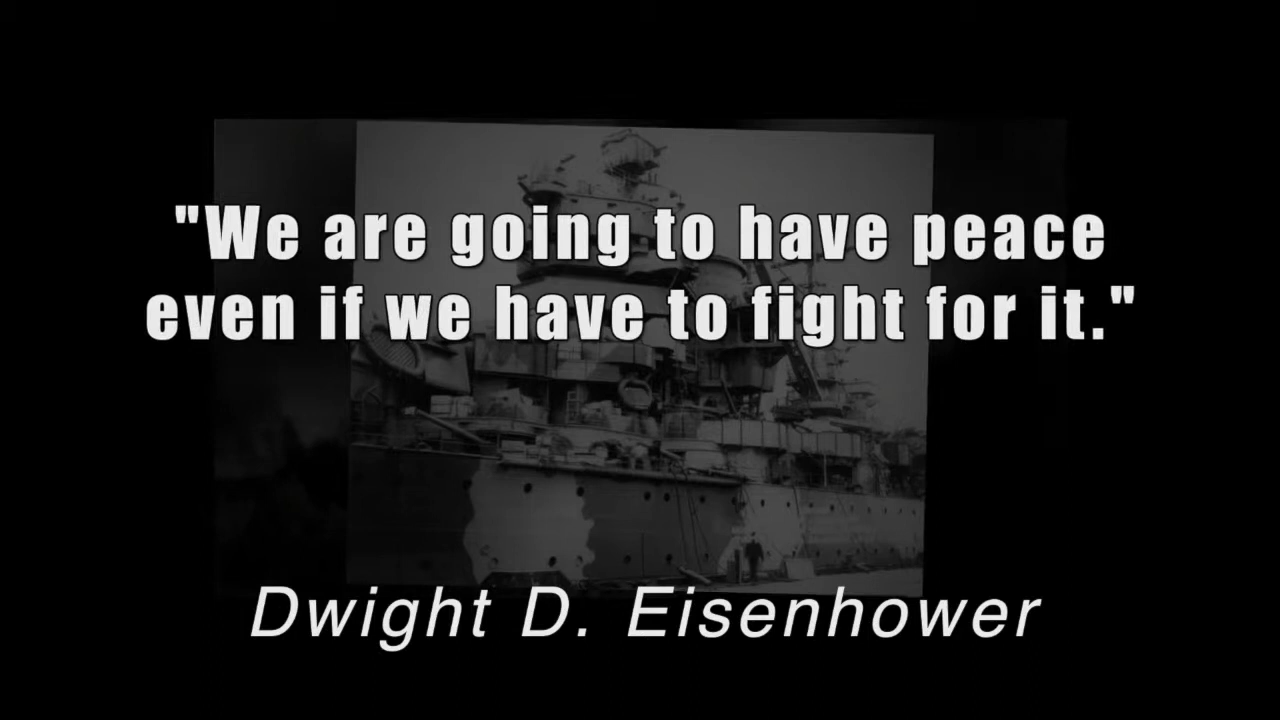 "We are going to have peace
even if we have to fight for it."
Dwight D. Eisenhower